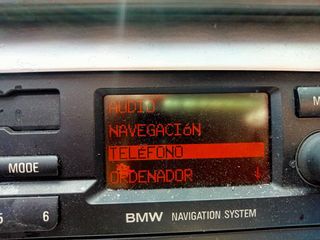 AUDIO
NAVEGACIóN
M
TELéFONO
MODE
ORDENADOR
5 6
BMW NAVIGATION SYSTEM